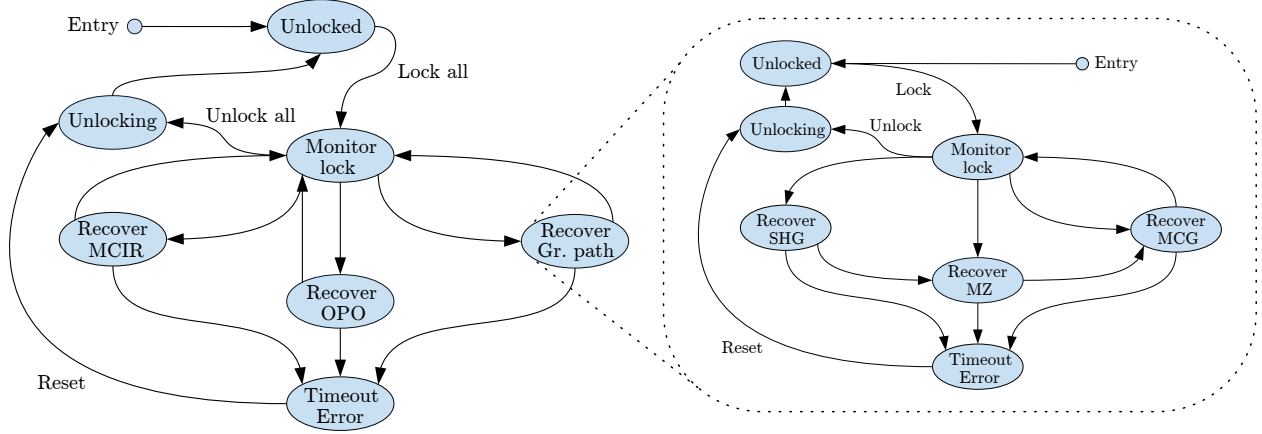 Entry
Unlocked
Lock all
Unlocking
Unlock all
Monitor
lock
Recover
MCIR
Recover
Gr. path
Recover
OPO
Reset
Timeout
Error
Unlocked
Entry
Lock
Unlocking
Unlock
Monitor
lock
Recover
SHG
Recover
MCG
Recover
MZ
Reset
Timeout
Error